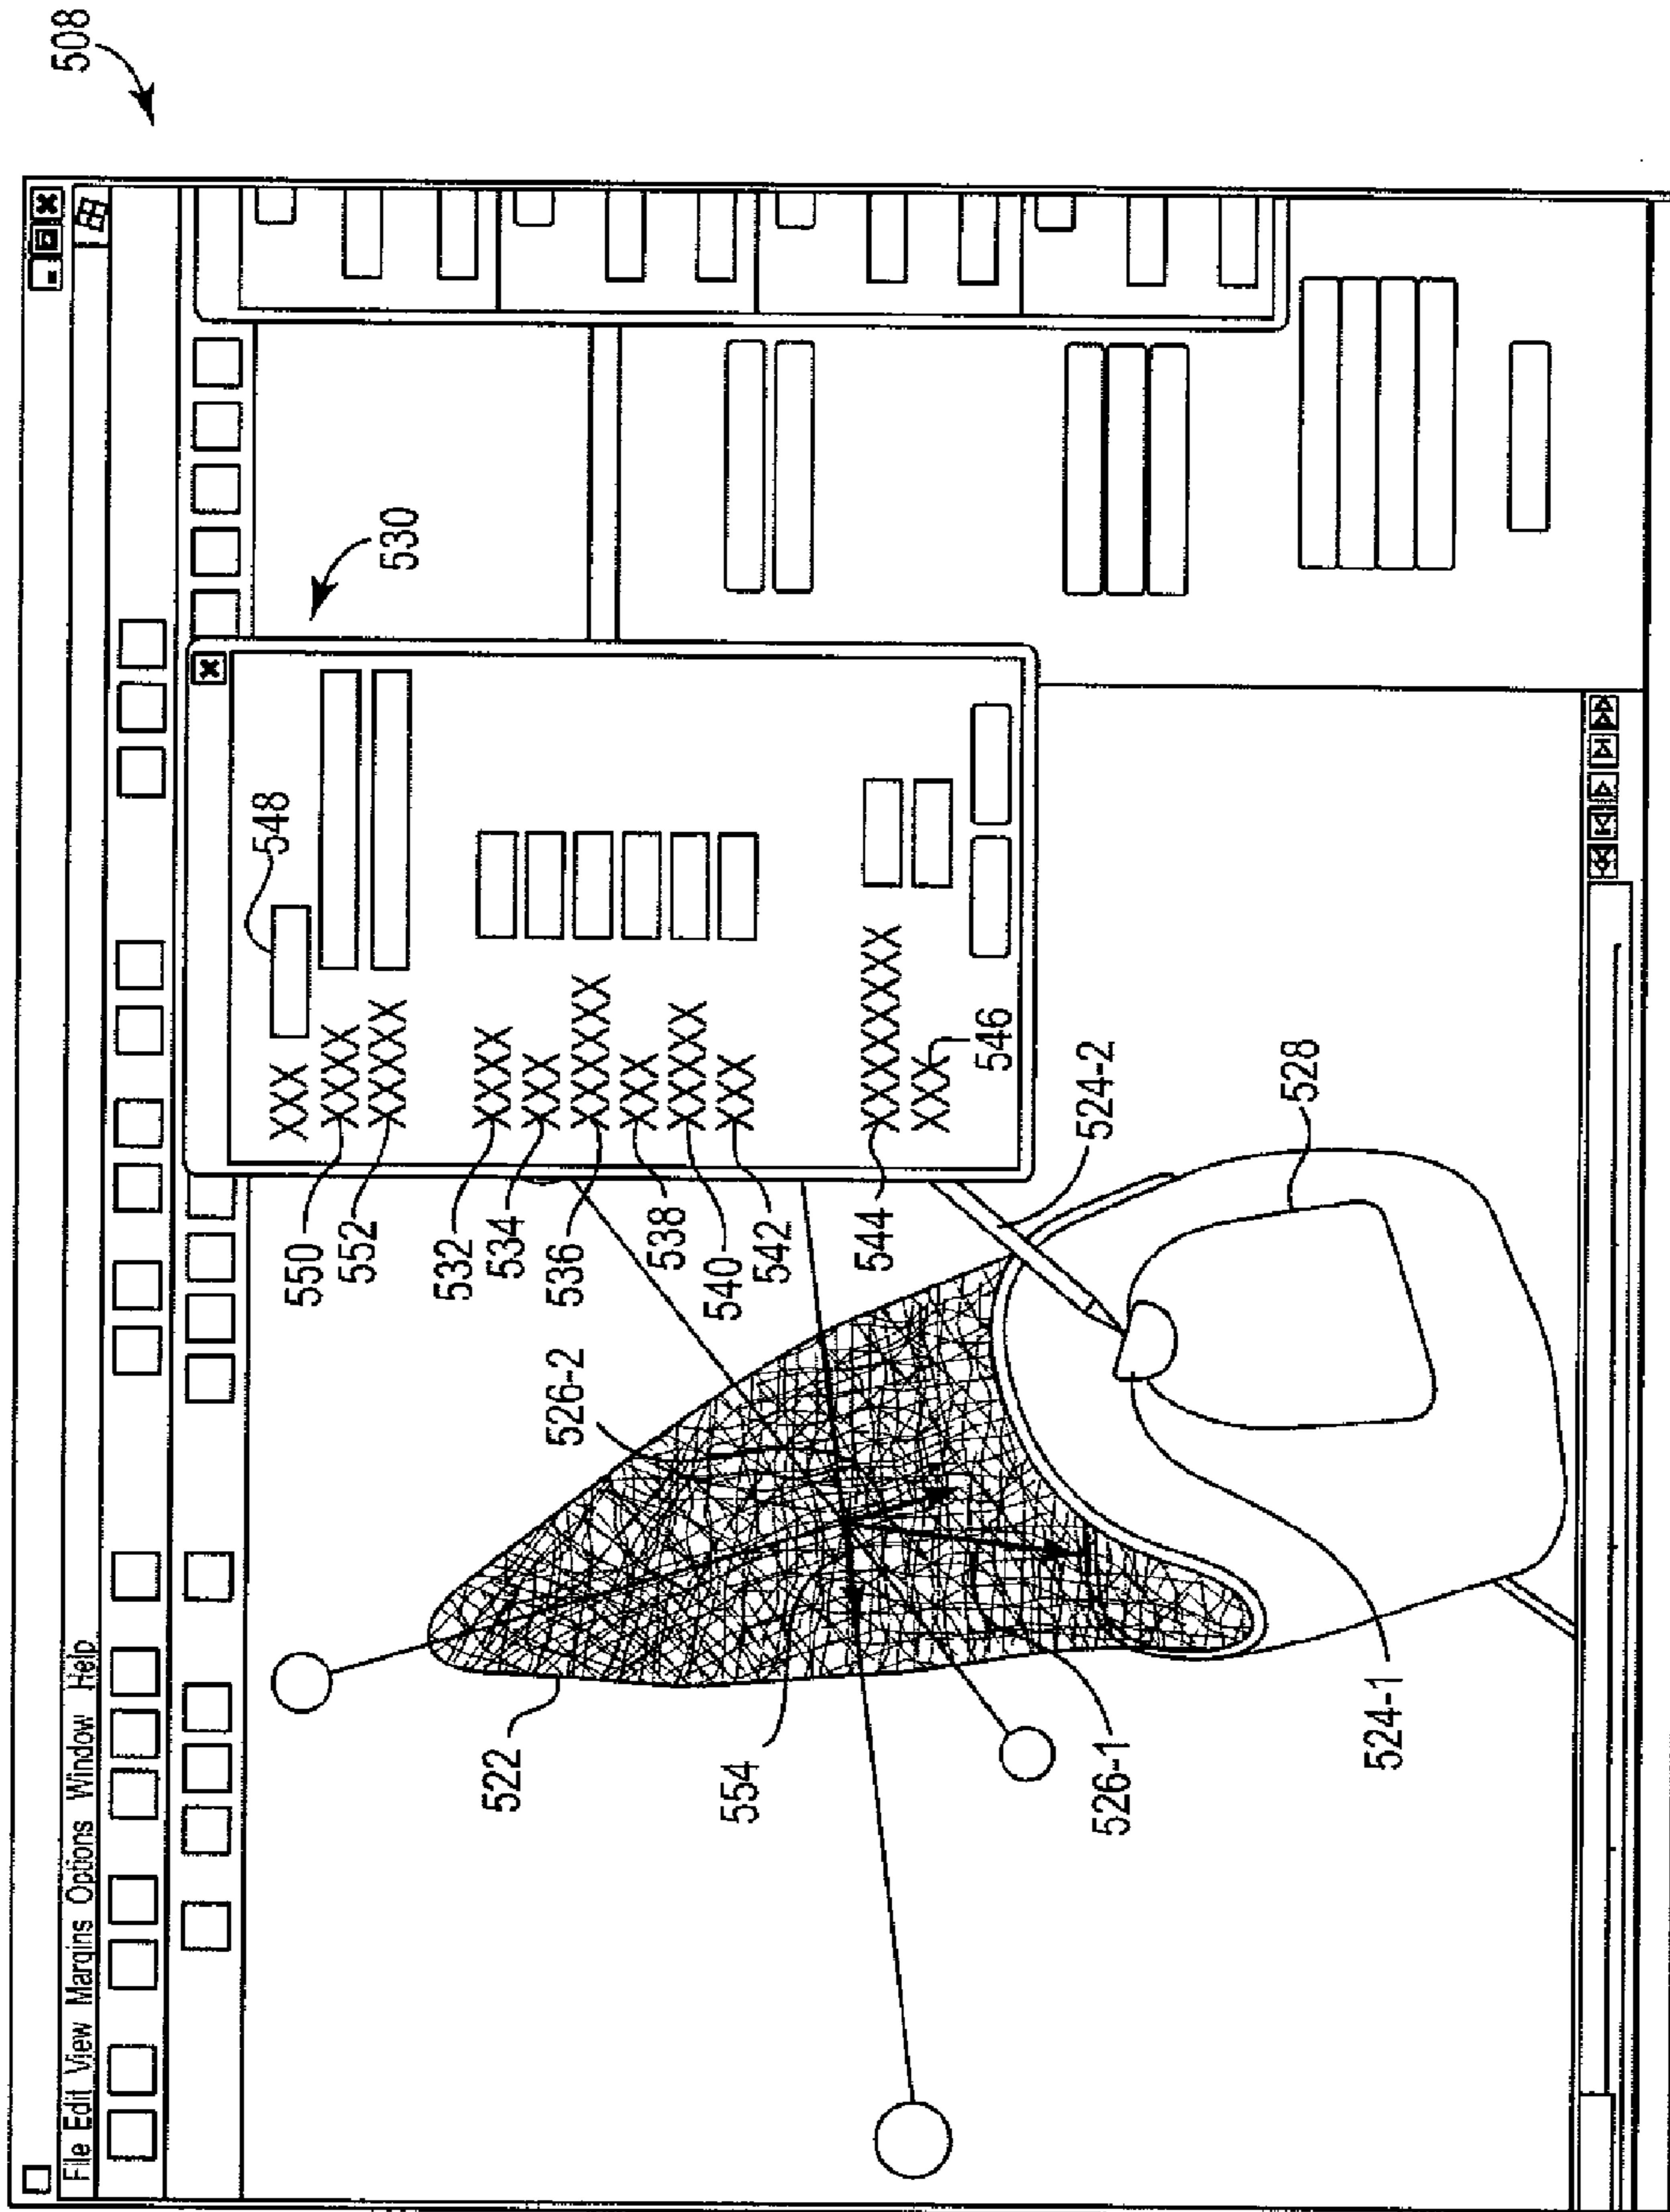 508
File Edit View Margins Options Window Help
548
530
XXX
550 XXXX
552 XXXXX
532 XXXX
534 XXX
536 XXXXXX
538 XXX
540 XXXXX
542 XXX
544 XXXXXXXX
XXX 546
522
526-2
554
526-1
524-2
524-1
528